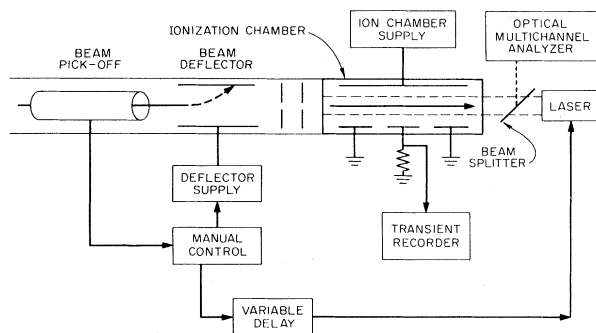 BEAM
PICK-OFF
BEAM
DEFLECTOR
IONIZATION CHAMBER
ION CHAMBER
SUPPLY
OPTICAL
MULTICHANNEL
ANALYZER
LASER
BEAM
SPLITTER
DEFLECTOR
SUPPLY
MANUAL
CONTROL
TRANSIENT
RECORDER
VARIABLE
DELAY